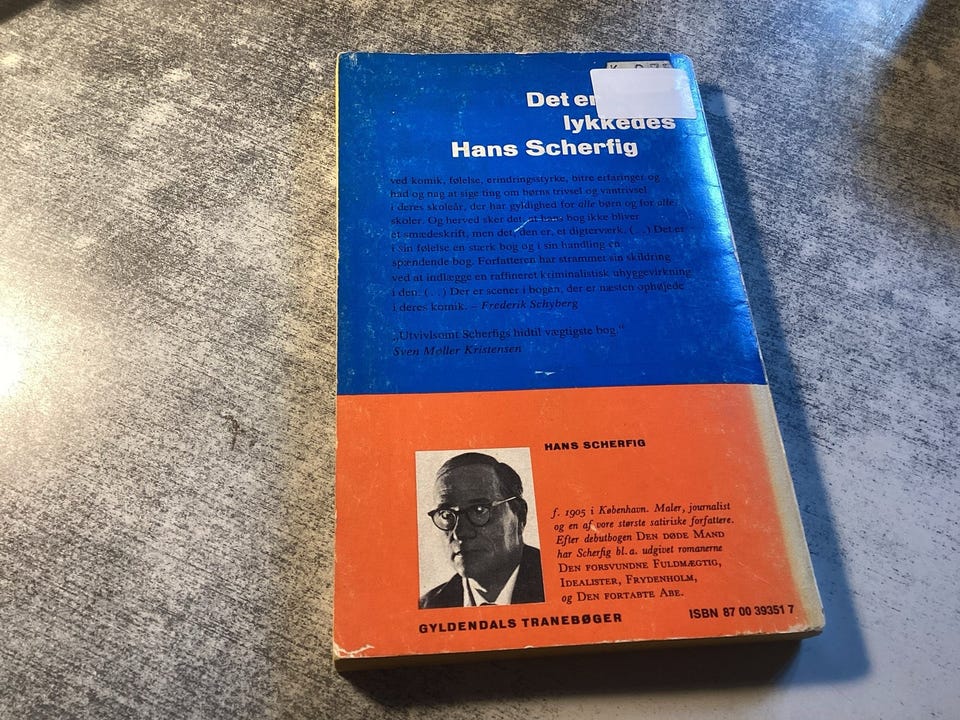 Det er
lykkedes
Hans Scherfig
ved komik, følelse, erindringsstyrke, bitre erfaringer og
had og nag at sige ting om børns trivsel og vantrivsel
i deres skoleår, der har gyldighed for alle børn og for alle
skoler. Og herved sker det, at hans bog ikke bliver
et smædeskrift, men det, den er, et digterværk. (...) Det er
i sin følelse en stærk bog og i sin handling en
spændende bog. Forfatteren har strammet sin skildring
ved at indlægge en raffineret kriminalistisk uhyggevirkning
i den. (...) Der er scener i bogen, der er næsten ophøjede
i deres komik. – Frederik Schyberg
„Utvivlsomt Scherfigs hidtil vægtigste bog.“
Sven Møller Kristensen
HANS SCHERFIG
f. 1905 i København. Maler, journalist
og en af vore største satiriske forfattere.
Efter debutbogen DEN DØDE MAND
har Scherfig bl. a. udgivet romanerne
DEN FORSVUNDNE FULDMÆGTIG,
IDEALISTER, FRYDENHOLM,
og DEN FORTABTE ABE.
GYLDENDALS TRANEBØGER
ISBN 87 00 39351 7